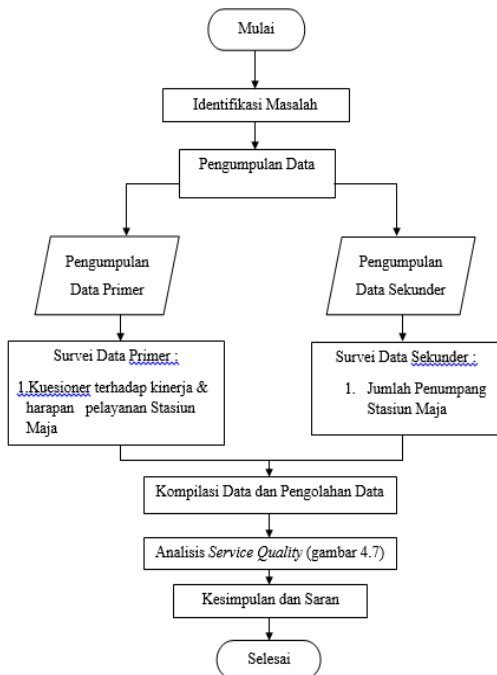 Mulai
Identifikasi Masalah
Pengumpulan Data
Pengumpulan
Data Primer
Pengumpulan
Data Sekunder
Survei Data Primer :
1.Kuesioner terhadap kinerja &
harapan pelayanan Stasiun
Maja
Survei Data Sekunder :
1. Jumlah Penumpang
Stasiun Maja
Kompilasi Data dan Pengolahan Data
Analisis Service Quality (gambar 4.7)
Kesimpulan dan Saran
Selesai